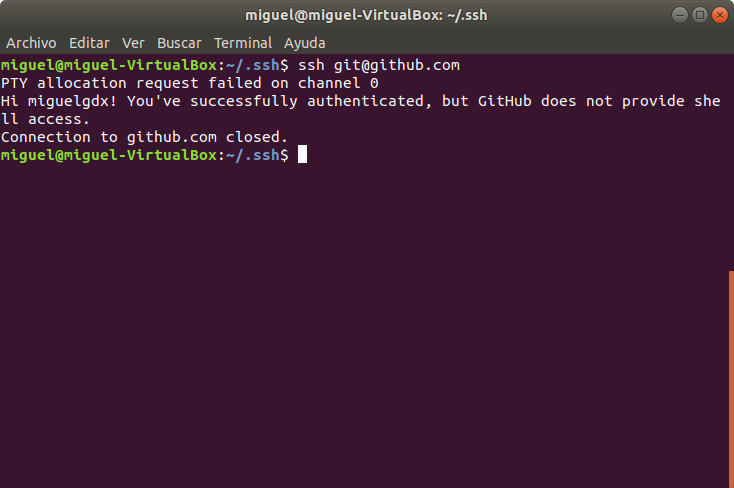 miguel@miguel-VirtualBox: ~/.ssh
Archivo Editar Ver Buscar Terminal Ayuda
miguel@miguel-VirtualBox:~/.ssh$ ssh git@github.com
PTY allocation request failed on channel 0
Hi miguelgdx! You've successfully authenticated, but GitHub does not provide she
ll access.
Connection to github.com closed.
miguel@miguel-VirtualBox:~/.ssh$